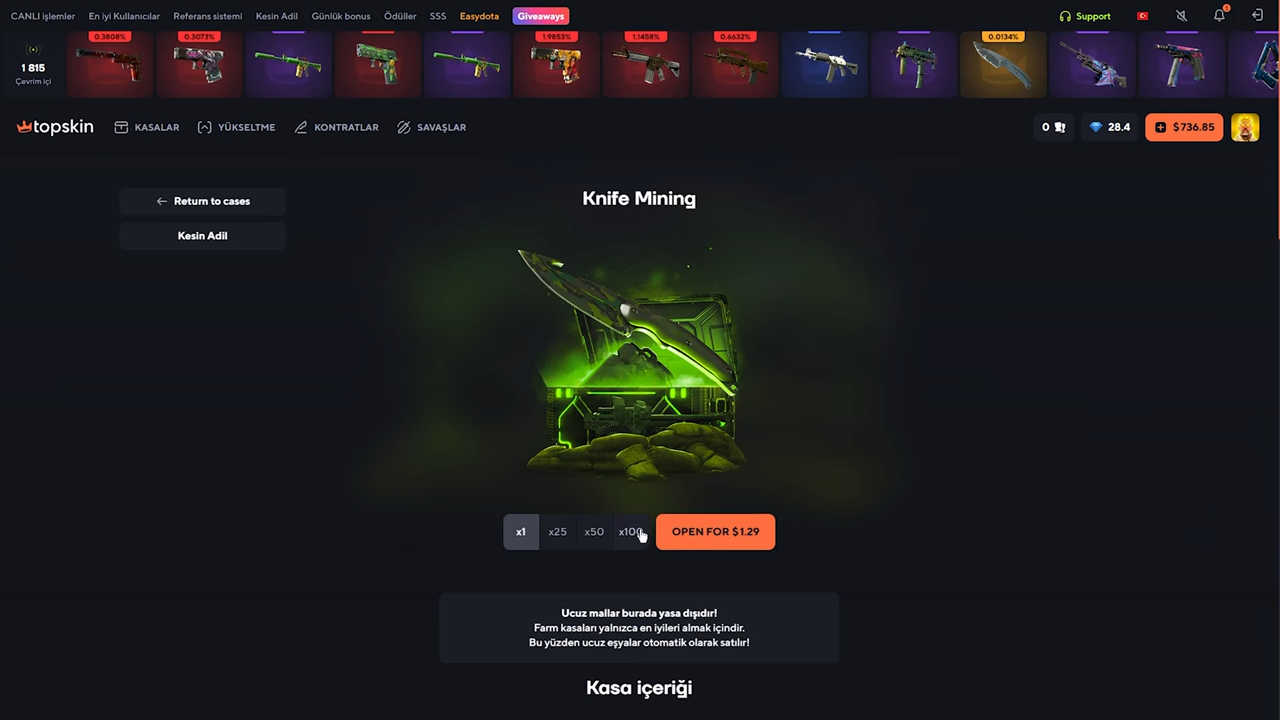 CANLI işlemler
En iyi Kullanıcılar
Referans sistemi
Kesin Adil
Günlük bonus
Ödüller
SSS
Easydota
Giveaways
Support
1
0.3808%
0.3073%
1.9853%
1.1458%
0.6632%
0.0134%
1 815
Çevrim içi
topskin
KASALAR
YÜKSELTME
KONTRATLAR
SAVAŞLAR
0
28.4
$736.85
Return to cases
Kesin Adil
Knife Mining
x1
x25
x50
x100
OPEN FOR $1.29
Ucuz mallar burada yasa dışıdır!
Farm kasaları yalnızca en iyileri almak içindir.
Bu yüzden ucuz eşyalar otomatik olarak satılır!
Kasa içeriği